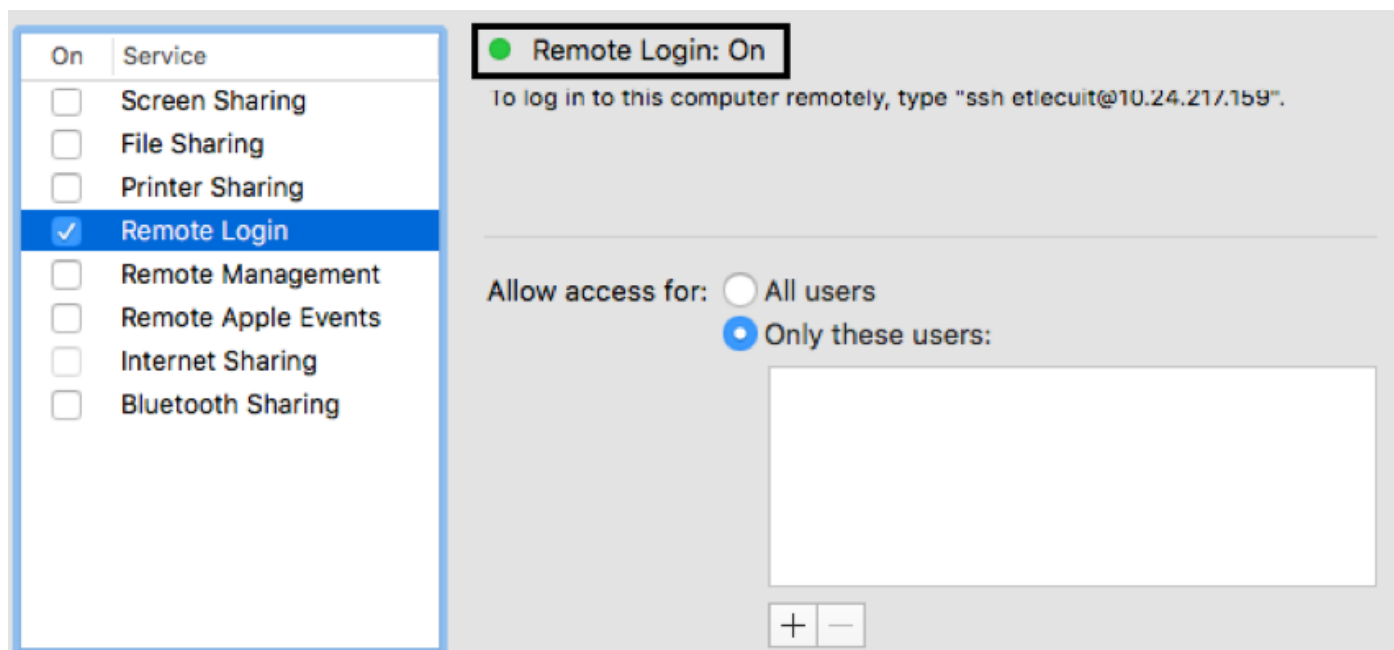 On Service
Screen Sharing
File Sharing
Printer Sharing
Remote Login
Remote Management
Remote Apple Events
Internet Sharing
Bluetooth Sharing
Remote Login: On
To log in to this computer remotely, type "ssh etlecuit@10.24.217.159".
Allow access for: All users
Only these users:
+ −